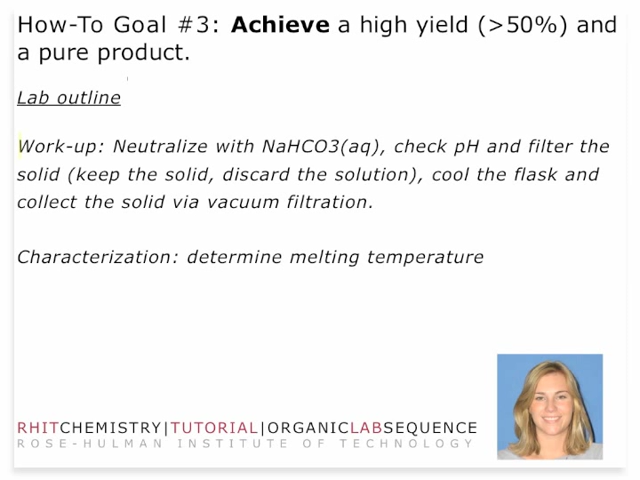 How-To Goal #3: Achieve a high yield (>50%) and
a pure product.
Lab outline
Work-up: Neutralize with NaHCO3(aq), check pH and filter the
solid (keep the solid, discard the solution), cool the flask and
collect the solid via vacuum filtration.
Characterization: determine melting temperature
RHITCHEMISTRY|TUTORIAL|ORGANICLABSEQUENCE
ROSE-HULMAN INSTITUTE OF TECHNOLOGY